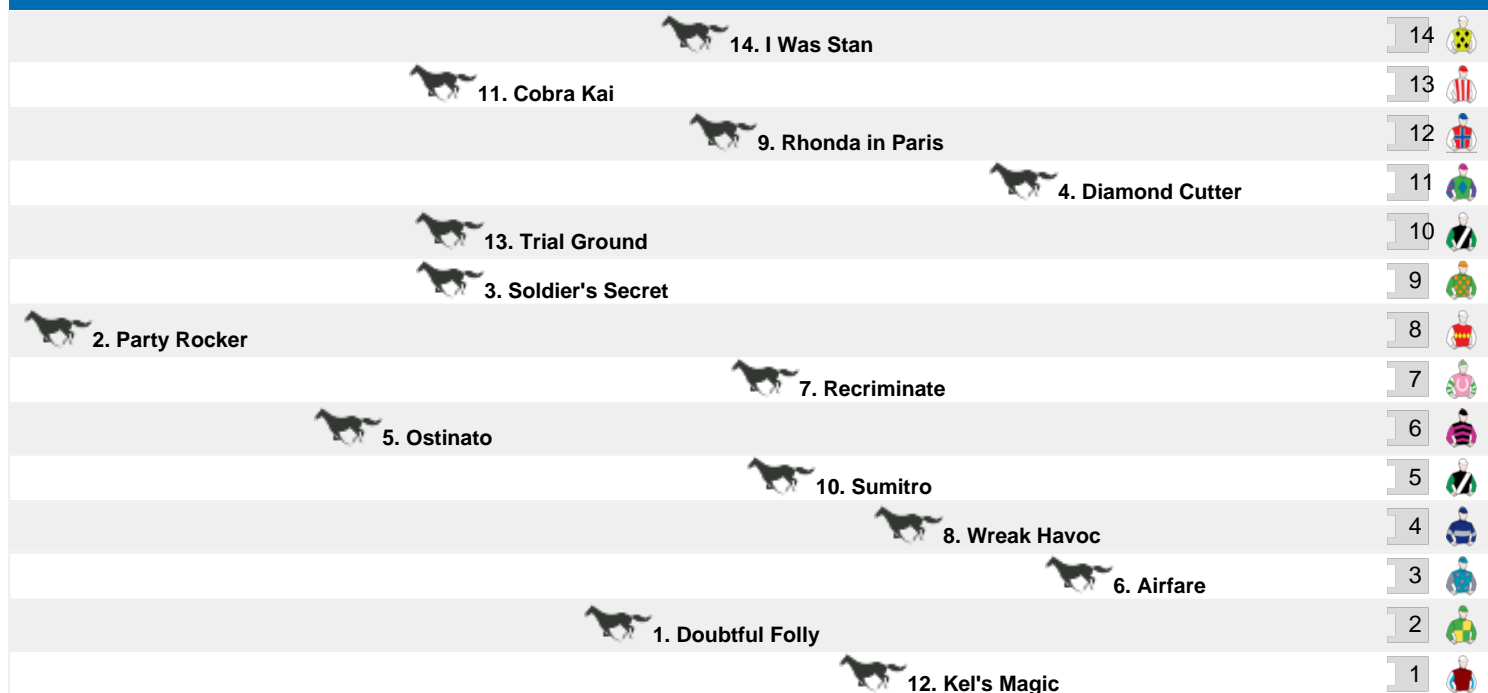 14. I Was Stan 14
11. Cobra Kai 13
9. Rhonda in Paris 12
4. Diamond Cutter 11
13. Trial Ground 10
3. Soldier's Secret 9
2. Party Rocker 8
7. Recriminate 7
5. Ostinato 6
10. Sumitro 5
8. Wreak Havoc 4
6. Airfare 3
1. Doubtful Folly 2
12. Kel's Magic 1